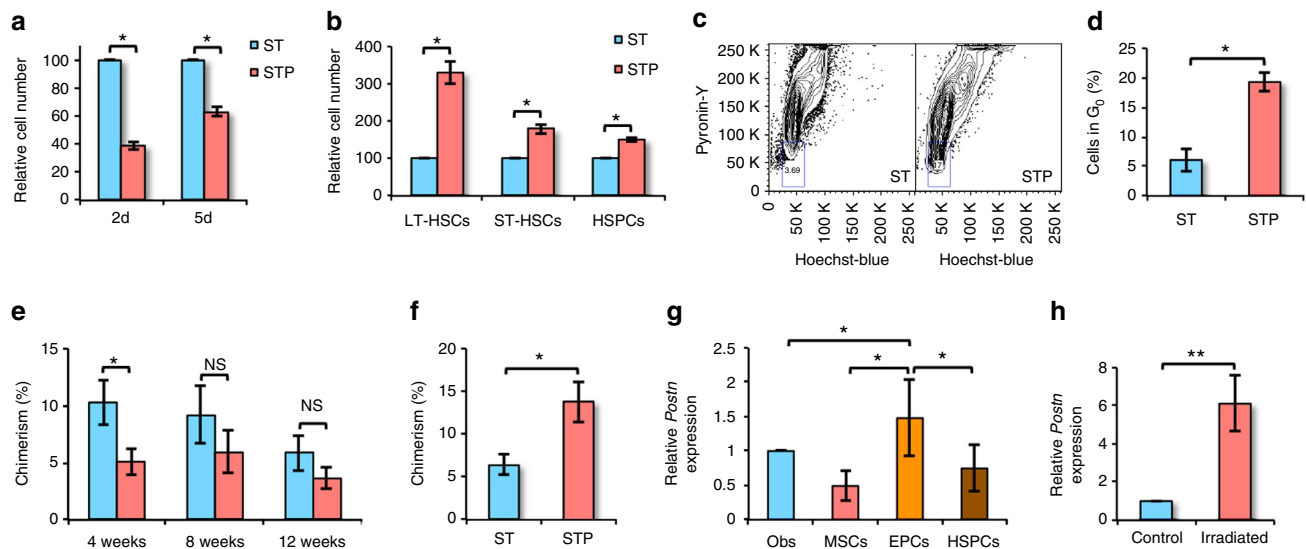 a
Relative cell number
120
100
80
60
40
20
0
*
*
ST
STP
2d
5d
b
Relative cell number
400
300
200
100
0
*
*
*
ST
STP
LT-HSCs
ST-HSCs
HSPCs
c
Pyronin-Y
250 K
200 K
150 K
100 K
50 K
0
3.69
ST
STP
0
50 K
100 K
150 K
200 K
250 K
0
50 K
100 K
150 K
200 K
250 K
Hoechst-blue
Hoechst-blue
d
Cells in G0 (%)
25
20
15
10
5
0
*
ST
STP
e
Chimerism (%)
15
10
5
0
*
NS
NS
4 weeks
8 weeks
12 weeks
f
Chimerism (%)
20
15
10
5
0
*
ST
STP
g
Relative Postn
expression
2.5
2
1.5
1
0.5
0
*
*
*
Obs
MSCs
EPCs
HSPCs
h
Relative Postn
expression
8
6
4
2
0
**
Control
Irradiated